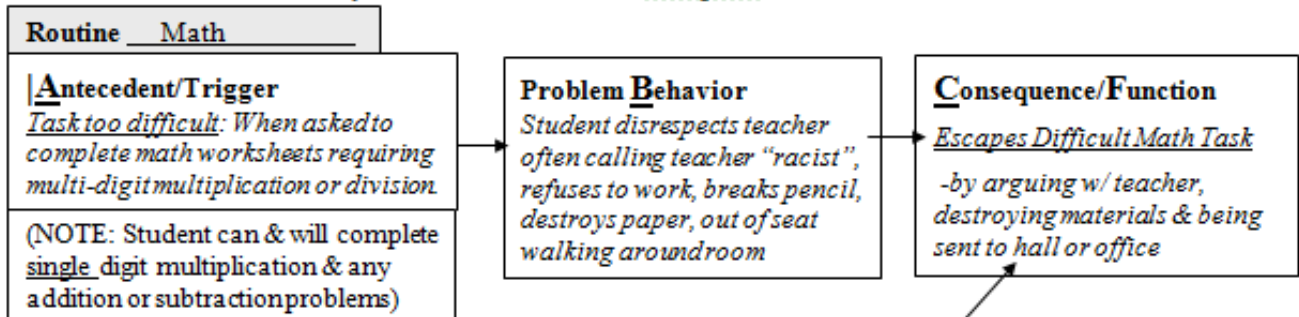 Routine    Math
|Antecedent/Trigger
Task too difficult: When asked to
complete math worksheets requiring
multi-digit multiplication or division.
(NOTE: Student can & will complete
single digit multiplication & any
addition or subtraction problems)
Problem Behavior
Student disrespects teacher
often calling teacher “racist”,
refuses to work, breaks pencil,
destroys paper, out of seat
walking around room
Consequence/Function
Escapes Difficult Math Task
-by arguing w/ teacher,
destroying materials & being
sent to hall or office